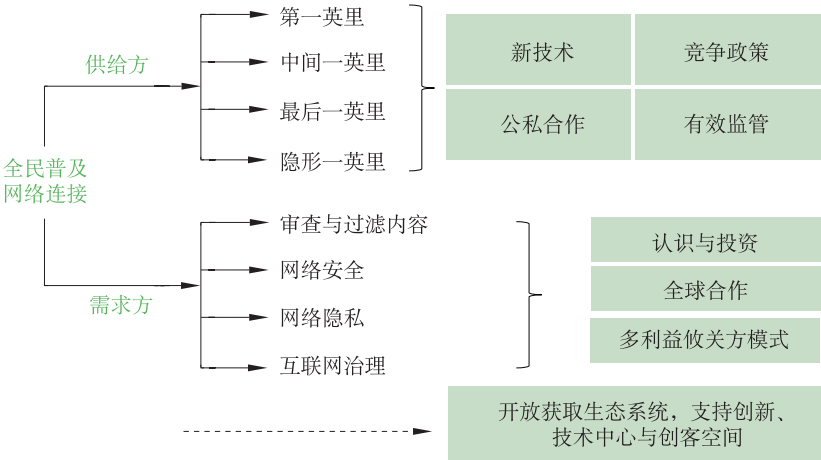 全民普及
网络连接
供给方
第一英里
中间一英里
最后一英里
隐形一英里
新技术
竞争政策
公私合作
有效监管
需求方
审查与过滤内容
网络安全
网络隐私
互联网治理
认识与投资
全球合作
多利益攸关方模式
开放获取生态系统，支持创新、
技术中心与创客空间